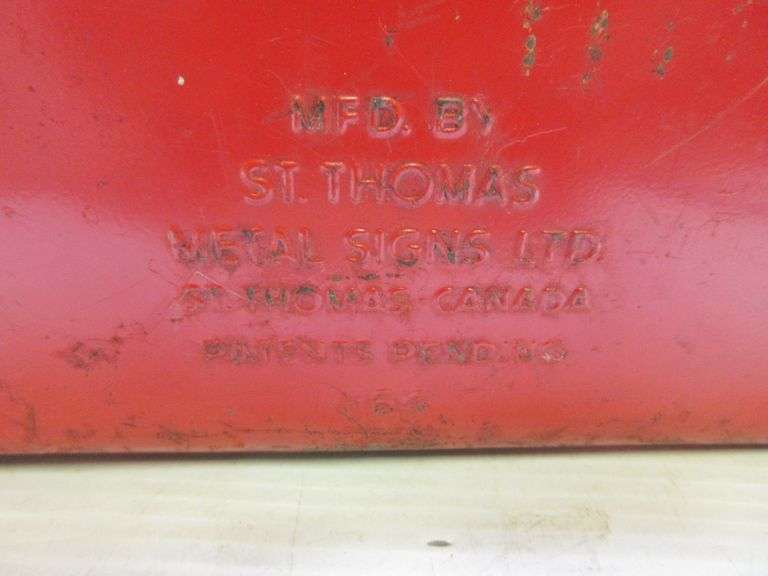 MFD. BY
ST. THOMAS
METAL SIGNS LTD.
ST. THOMAS, CANADA
PATENTS PENDING